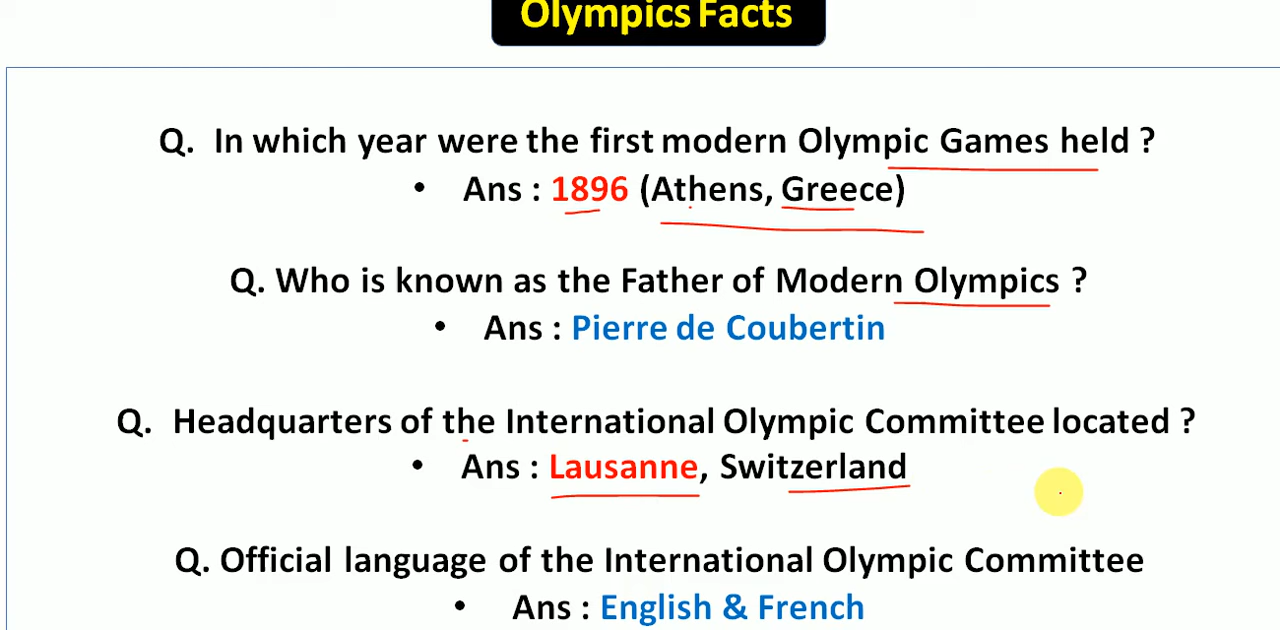 Olympics Facts
Q. In which year were the first modern Olympic Games held ?
• Ans : 1896 (Athens, Greece)
Q. Who is known as the Father of Modern Olympics ?
• Ans : Pierre de Coubertin
Q. Headquarters of the International Olympic Committee located ?
• Ans : Lausanne, Switzerland
Q. Official language of the International Olympic Committee
• Ans : English & French